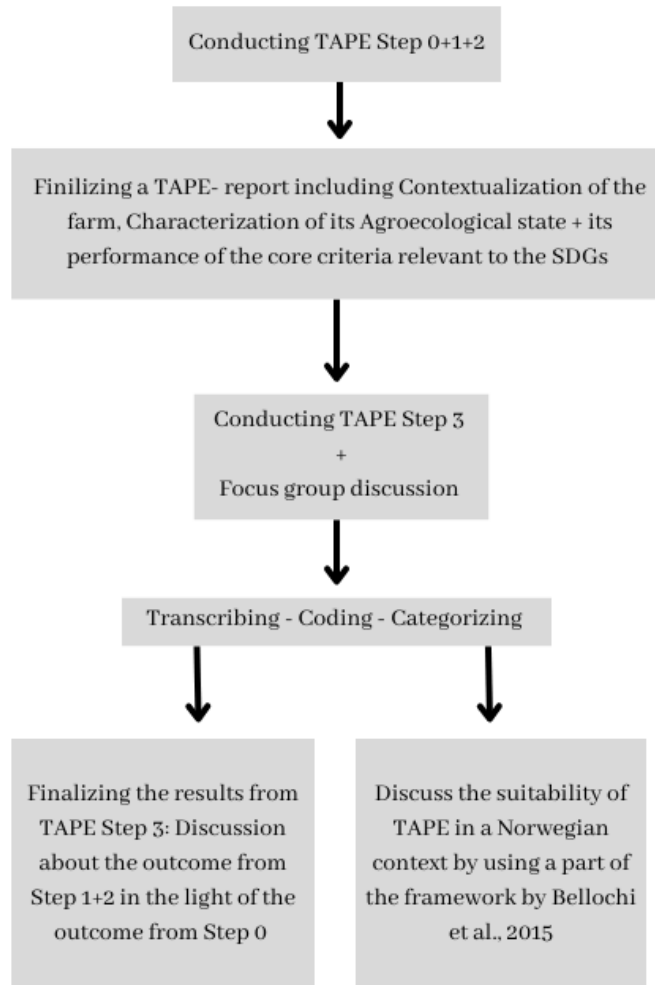 Conducting TAPE Step 0+1+2
Finilizing a TAPE- report including Contextualization of the
farm, Characterization of its Agroecological state + its
performance of the core criteria relevant to the SDGs
Conducting TAPE Step 3
+
Focus group discussion
Transcribing - Coding - Categorizing
Finalizing the results from
TAPE Step 3: Discussion
about the outcome from
Step 1+2 in the light of the
outcome from Step 0
Discuss the suitability of
TAPE in a Norwegian
context by using a part of
the framework by Bellochi
et al., 2015